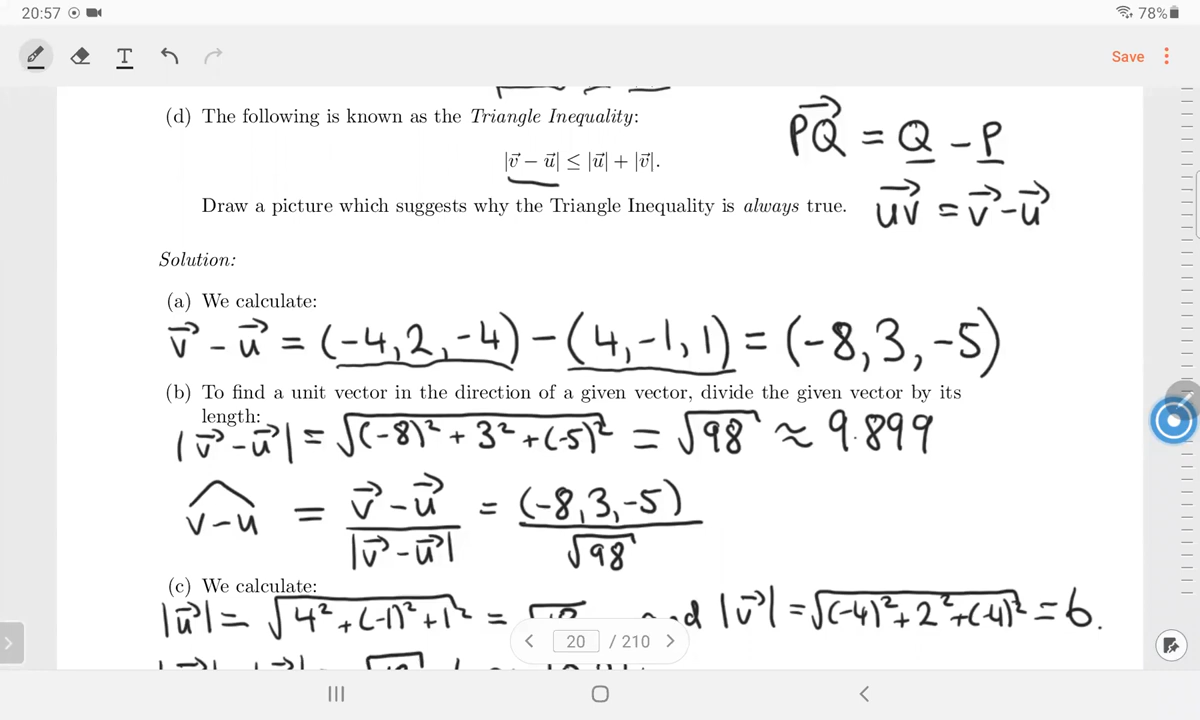 20:57 78%
T Save
(d) The following is known as the Triangle Inequality:
|v⃗ − u⃗| ≤ |u⃗| + |v⃗|.
Draw a picture which suggests why the Triangle Inequality is always true.
PQ⃗ = Q − P
uv⃗ = v⃗ − u⃗
Solution:
(a) We calculate:
v⃗ − u⃗ = (−4, 2, −4) − (4, −1, 1) = (−8, 3, −5)
(b) To find a unit vector in the direction of a given vector, divide the given vector by its
length:
|v⃗ − u⃗| = √((−8)² + 3² + (−5)²) = √98 ≈ 9.899
v−u^ = (v⃗ − u⃗)/|v⃗ − u⃗| = (−8, 3, −5)/√98
(c) We calculate:
|u⃗| = √(4² + (−1)² + 1²) = |v⃗| = √((−4)² + 2² + (−4)²) = 6.
20 / 210